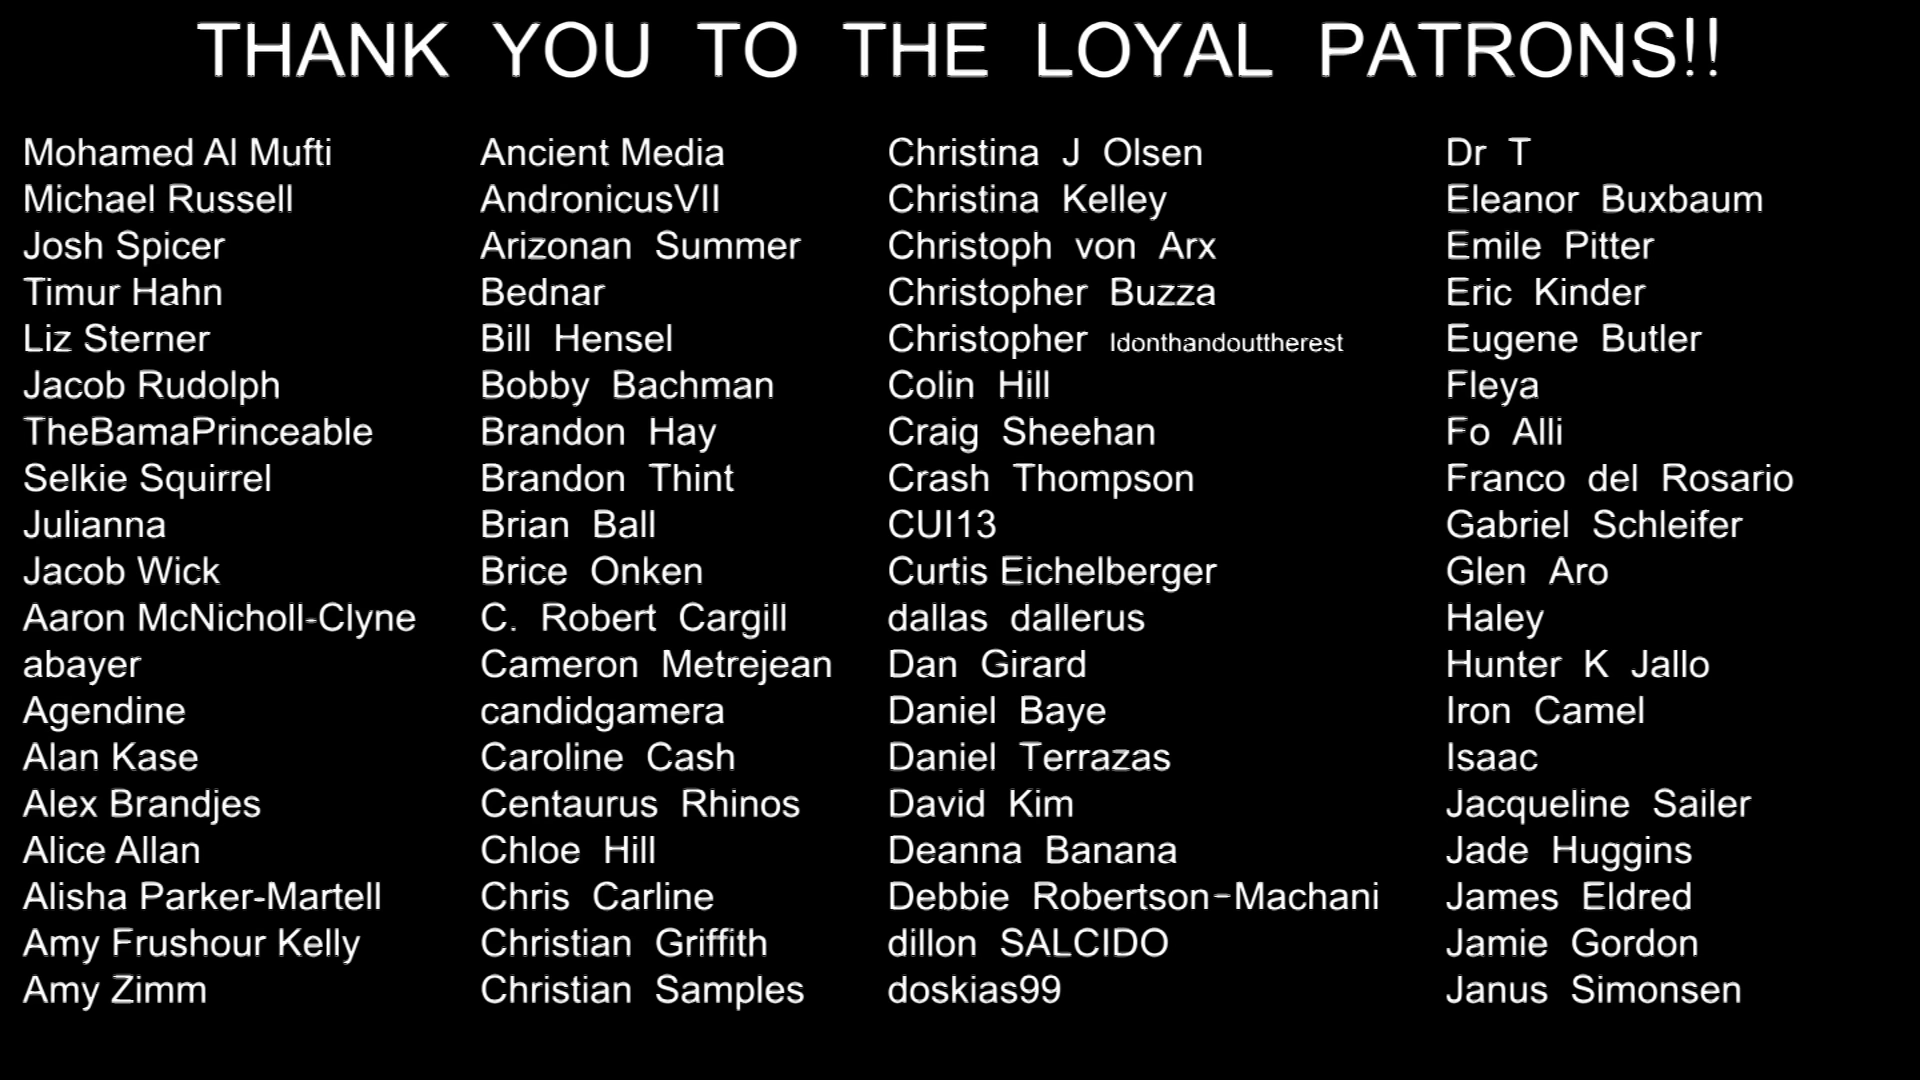 THANK YOU TO THE LOYAL PATRONS!!
Mohamed Al Mufti
Michael Russell
Josh Spicer
Timur Hahn
Liz Sterner
Jacob Rudolph
TheBamaPrinceable
Selkie Squirrel
Julianna
Jacob Wick
Aaron McNicholl-Clyne
abayer
Agendine
Alan Kase
Alex Brandjes
Alice Allan
Alisha Parker-Martell
Amy Frushour Kelly
Amy Zimm
Ancient Media
AndronicusVII
Arizonan Summer
Bednar
Bill Hensel
Bobby Bachman
Brandon Hay
Brandon Thint
Brian Ball
Brice Onken
C. Robert Cargill
Cameron Metrejean
candidgamera
Caroline Cash
Centaurus Rhinos
Chloe Hill
Chris Carline
Christian Griffith
Christian Samples
Christina J Olsen
Christina Kelley
Christoph von Arx
Christopher Buzza
Christopher Idonthandouttherest
Colin Hill
Craig Sheehan
Crash Thompson
CUI13
Curtis Eichelberger
dallas dallerus
Dan Girard
Daniel Baye
Daniel Terrazas
David Kim
Deanna Banana
Debbie Robertson-Machani
dillon SALCIDO
doskias99
Dr T
Eleanor Buxbaum
Emile Pitter
Eric Kinder
Eugene Butler
Fleya
Fo Alli
Franco del Rosario
Gabriel Schleifer
Glen Aro
Haley
Hunter K Jallo
Iron Camel
Isaac
Jacqueline Sailer
Jade Huggins
James Eldred
Jamie Gordon
Janus Simonsen